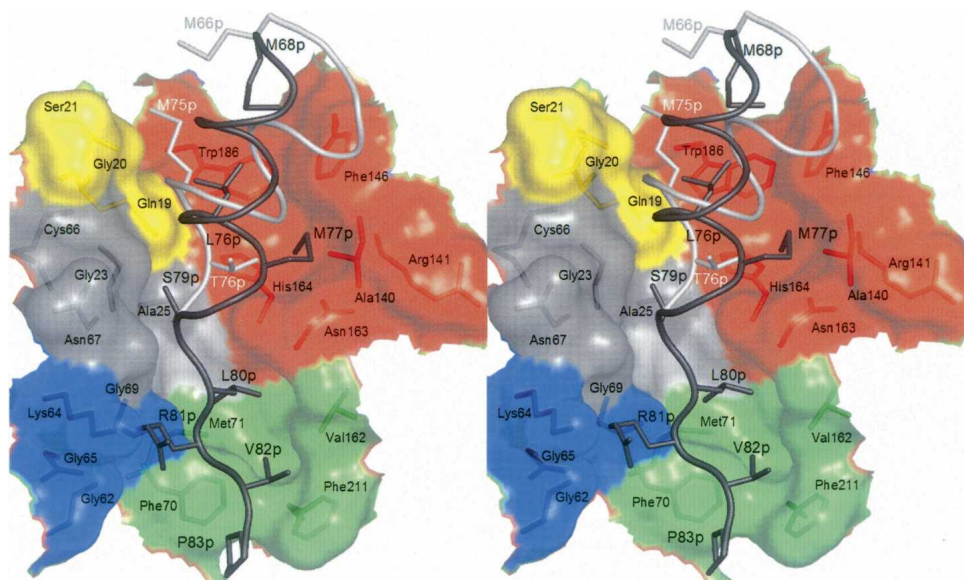 M66p
M68p
Ser21
M75p
Gly20
Trp186
Phe146
Gln19
Cys66
L76p
M77p
Gly23
S79p
T76p
Arg141
His164
Ala140
Ala25
Asn67
Asn163
L80p
Gly69
Lys64
R81p
Met71
Val162
Gly65
V82p
Gly62
Phe70
Phe211
P83p
M66p
M68p
Ser21
M75p
Gly20
Trp186
Phe146
Gln19
Cys66
L76p
M77p
Gly23
S79p
T76p
Arg141
His164
Ala140
Ala25
Asn67
Asn163
L80p
Gly69
Lys64
R81p
Met71
Val162
Gly65
V82p
Gly62
Phe70
Phe211
P83p